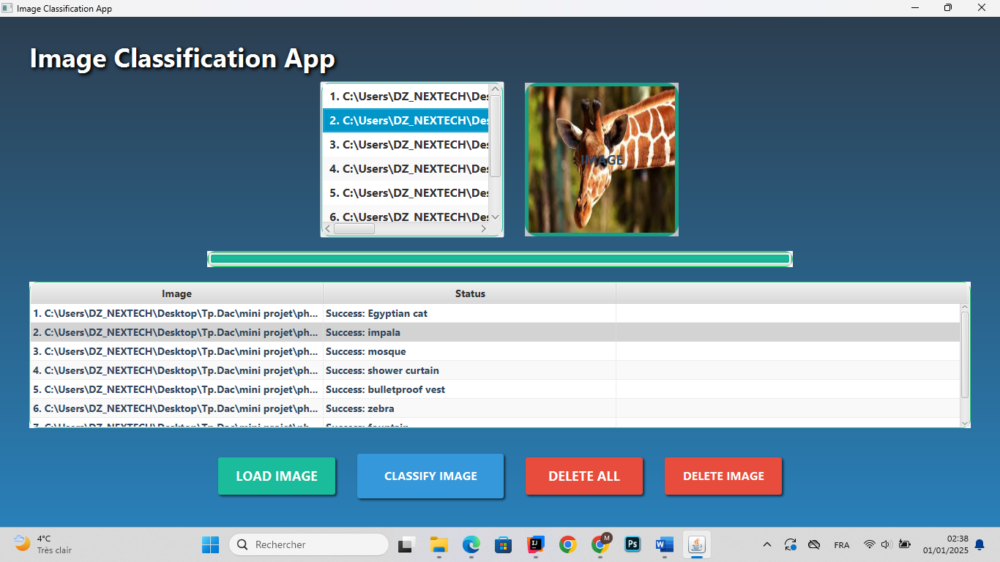 Image Classification App
Image Classification App
1. C:\Users\DZ_NEXTECH\Des
2. C:\Users\DZ_NEXTECH\Des
3. C:\Users\DZ_NEXTECH\Des
4. C:\Users\DZ_NEXTECH\Des
5. C:\Users\DZ_NEXTECH\Des
6. C:\Users\DZ_NEXTECH\Des
IMAGE
Image Status
1. C:\Users\DZ_NEXTECH\Desktop\Tp.Dac\mini projet\ph... Success: Egyptian cat
2. C:\Users\DZ_NEXTECH\Desktop\Tp.Dac\mini projet\ph... Success: impala
3. C:\Users\DZ_NEXTECH\Desktop\Tp.Dac\mini projet\ph... Success: mosque
4. C:\Users\DZ_NEXTECH\Desktop\Tp.Dac\mini projet\ph... Success: shower curtain
5. C:\Users\DZ_NEXTECH\Desktop\Tp.Dac\mini projet\ph... Success: bulletproof vest
6. C:\Users\DZ_NEXTECH\Desktop\Tp.Dac\mini projet\ph... Success: zebra
7. C:\Users\DZ_NEXTECH\Desktop\Tp.Dac\mini projet\ph... Success: fountain
LOAD IMAGE CLASSIFY IMAGE DELETE ALL DELETE IMAGE
4°C
Très clair
Rechercher
M
Ps
W
FRA
02:38
01/01/2025